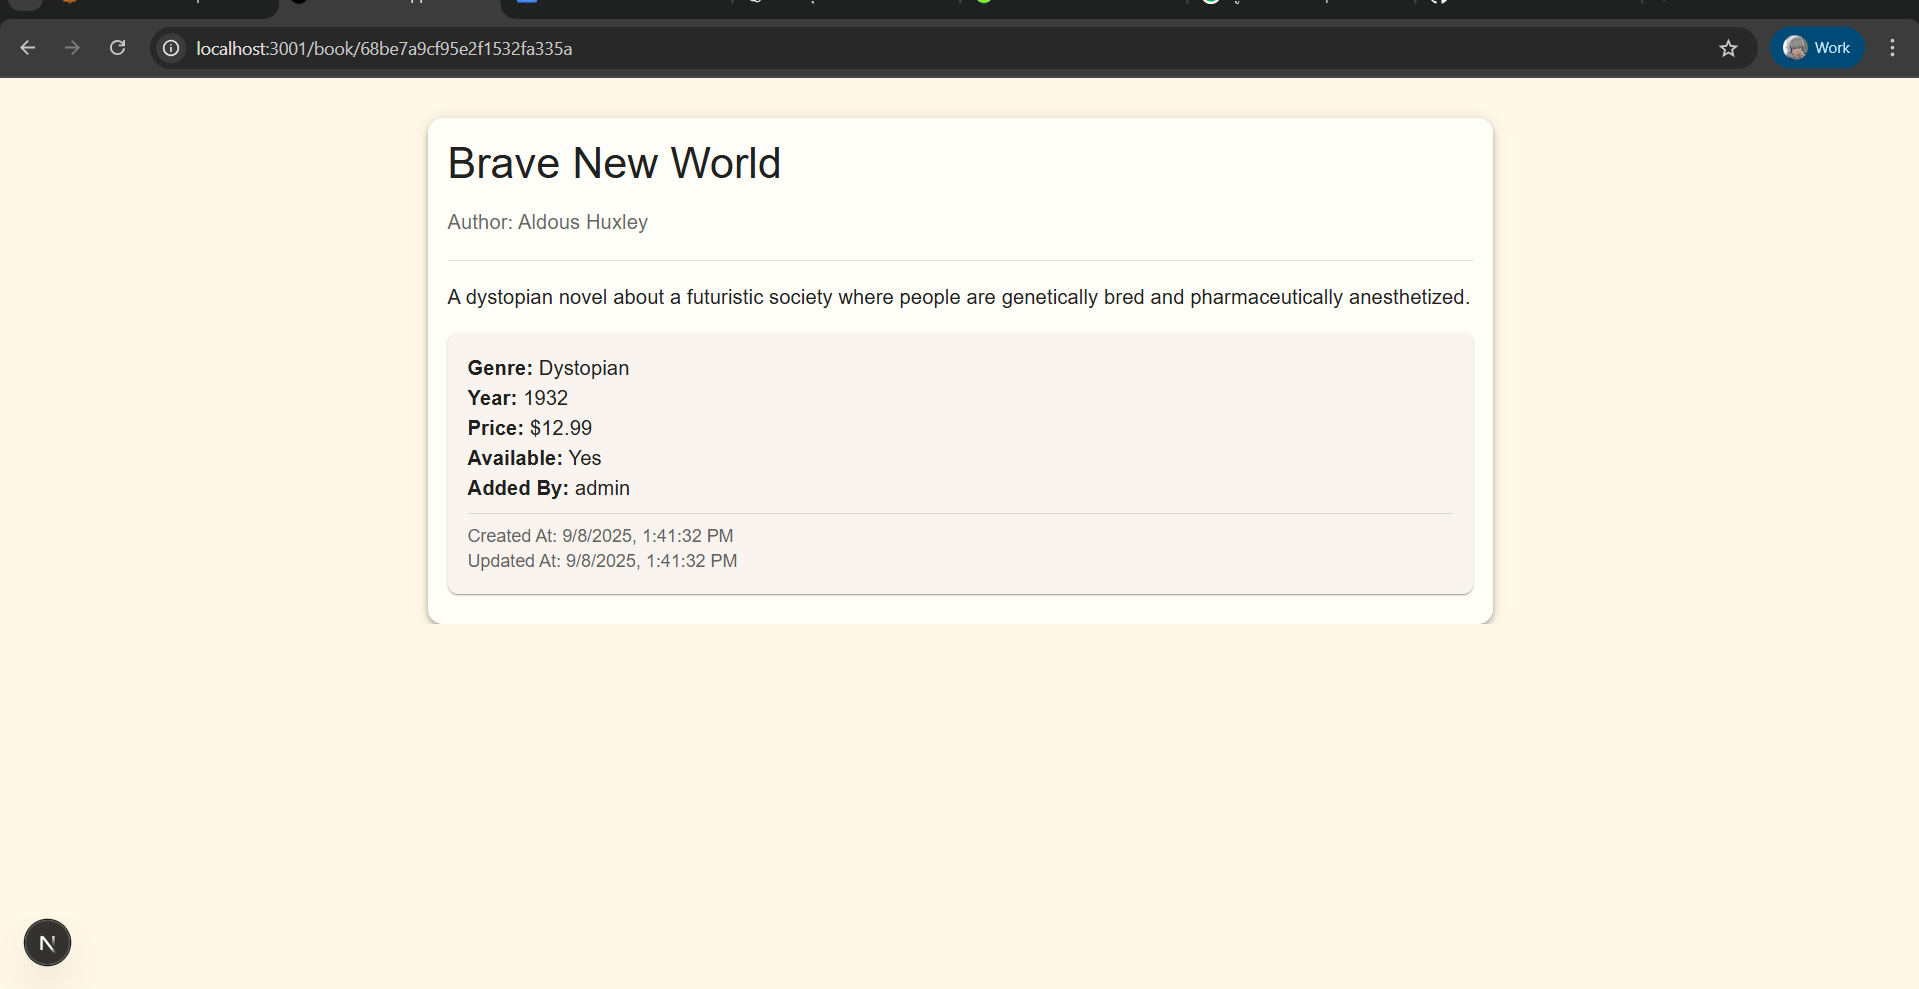 localhost:3001/book/68be7a9cf95e2f1532fa335a
Work
Brave New World
Author: Aldous Huxley
A dystopian novel about a futuristic society where people are genetically bred and pharmaceutically anesthetized.
Genre: Dystopian
Year: 1932
Price: $12.99
Available: Yes
Added By: admin
Created At: 9/8/2025, 1:41:32 PM
Updated At: 9/8/2025, 1:41:32 PM
N